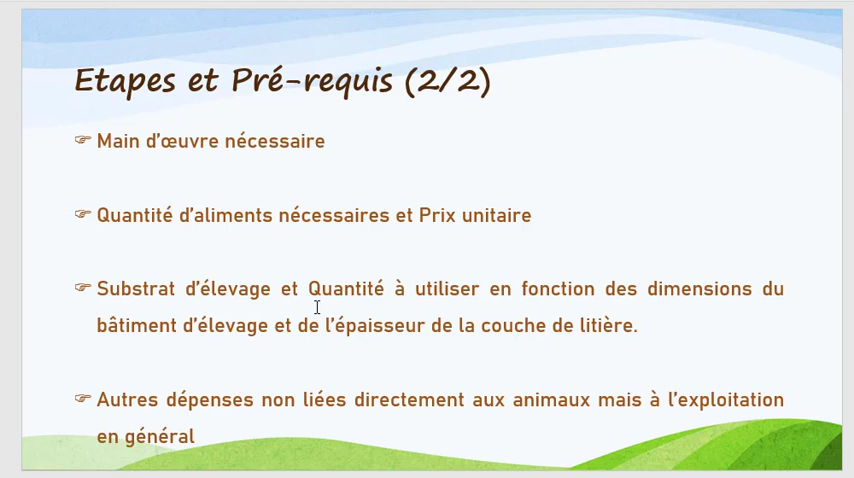 Etapes et Pré-requis (2/2)
☞ Main d’œuvre nécessaire
☞ Quantité d’aliments nécessaires et Prix unitaire
☞ Substrat d’élevage et Quantité à utiliser en fonction des dimensions du
bâtiment d’élevage et de l’épaisseur de la couche de litière.
☞ Autres dépenses non liées directement aux animaux mais à l’exploitation
en général